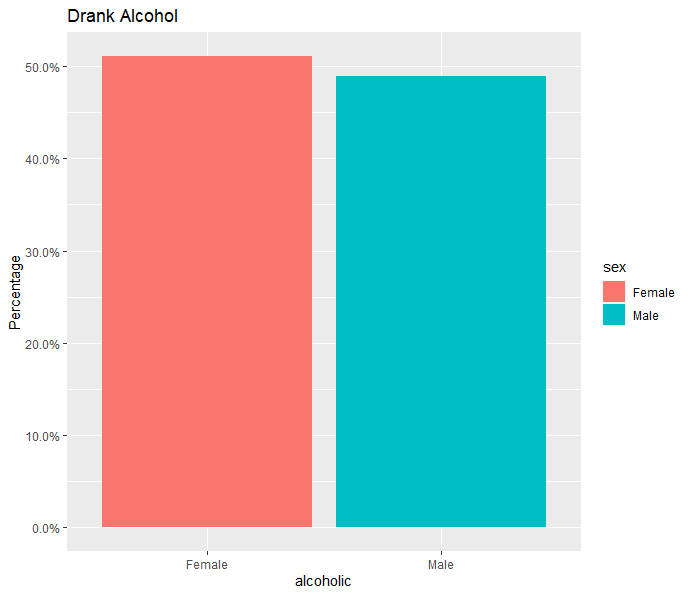 Drank Alcohol
50.0%
40.0%
30.0%
20.0%
10.0%
0.0%
Percentage
Female
Male
alcoholic
sex
Female
Male